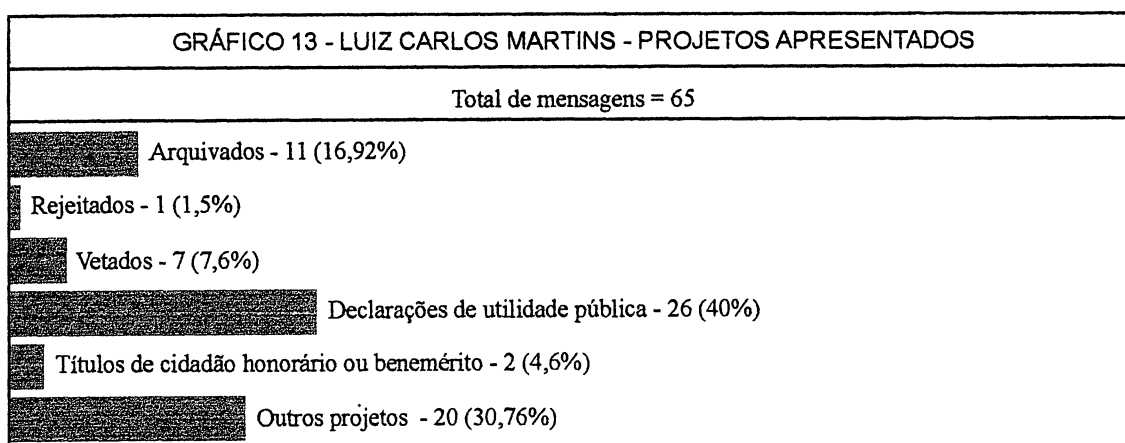 GRÁFICO 13 - LUIZ CARLOS MARTINS - PROJETOS APRESENTADOS
Total de mensagens = 65
Arquivados - 11 (16,92%)
Rejeitados - 1 (1,5%)
Vetados - 7 (7,6%)
Declarações de utilidade pública - 26 (40%)
Títulos de cidadão honorário ou benemérito - 2 (4,6%)
Outros projetos - 20 (30,76%)